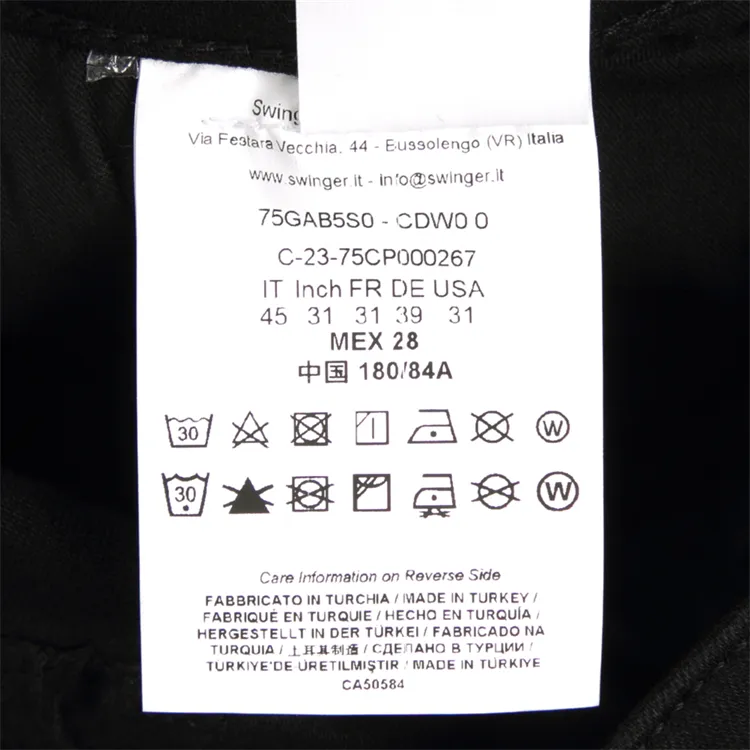 Swing
Via Festara Vecchia. 44 - Bussolengo (VR) Italia
www.swinger.it - info@swinger.it
75GAB5S0 - CDW0 0
C-23-75CP000267
IT Inch FR DE USA
45 31 31 39 31
MEX 28
中国 180/84A
30 W
30 W
Care Information on Reverse Side
FABBRICATO IN TURCHIA / MADE IN TURKEY /
FABRIQUÉ EN TURQUIE / HECHO EN TURQUÍA /
HERGESTELLT IN DER TÜRKEI / FABRICADO NA
TURQUIA / 土耳其制造 / СДЕЛАНО В ТУРЦИИ /
TURKIYE'DE ÜRETILMIŞTIR / MADE IN TÜRKIYE
CA50584